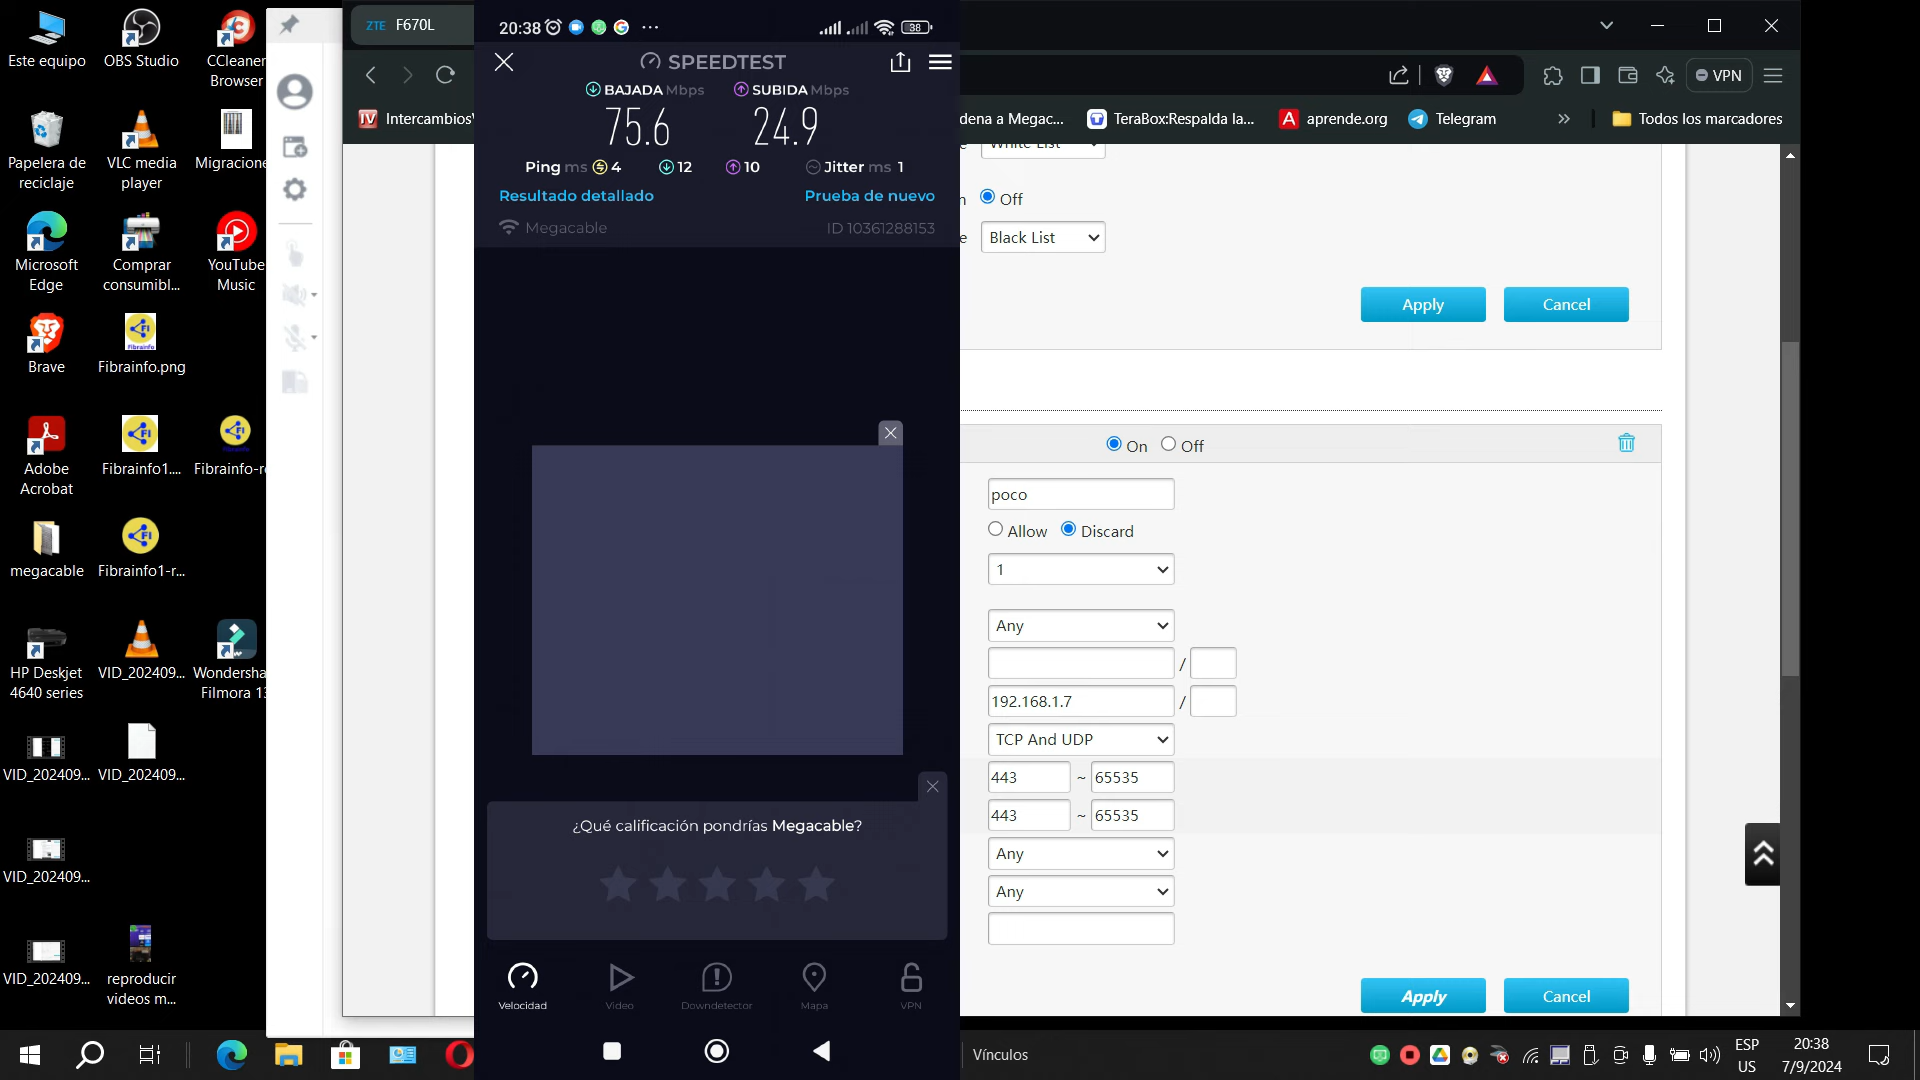 Este equipo
OBS Studio
CCleaner
Browser
Papelera de
reciclaje
VLC media
player
Migracione
Microsoft
Edge
Comprar
consumibl...
YouTube
Music
Brave
Fibrainfo.png
Adobe
Acrobat
Fibrainfo1....
Fibrainfo-r
megacable
Fibrainfo1-r...
HP Deskjet
4640 series
VID_202409...
Wondersha
Filmora 1
VID_202409...
VID_202409...
VID_202409...
VID_202409...
reproducir
videos m...
ZTE F670L
VPN
IntercambiosV
dena a Megac...
TeraBox:Respalda la...
aprende.org
Telegram
»
Todos los marcadores
20:38
38
SPEEDTEST
BAJADA Mbps
SUBIDA Mbps
75.6
24.9
Ping ms 4 12 10 Jitter ms 1
Resultado detallado
Prueba de nuevo
Megacable
ID 10361288153
¿Qué calificación pondrías Megacable?
Velocidad
Video
Downdetector
Mapa
VPN
White List
Off
Black List
Apply
Cancel
On Off
poco
Allow Discard
1
Any
/
192.168.1.7 /
TCP And UDP
443 ~ 65535
443 ~ 65535
Any
Any
Apply
Cancel
Vínculos
ESP
US
20:38
7/9/2024